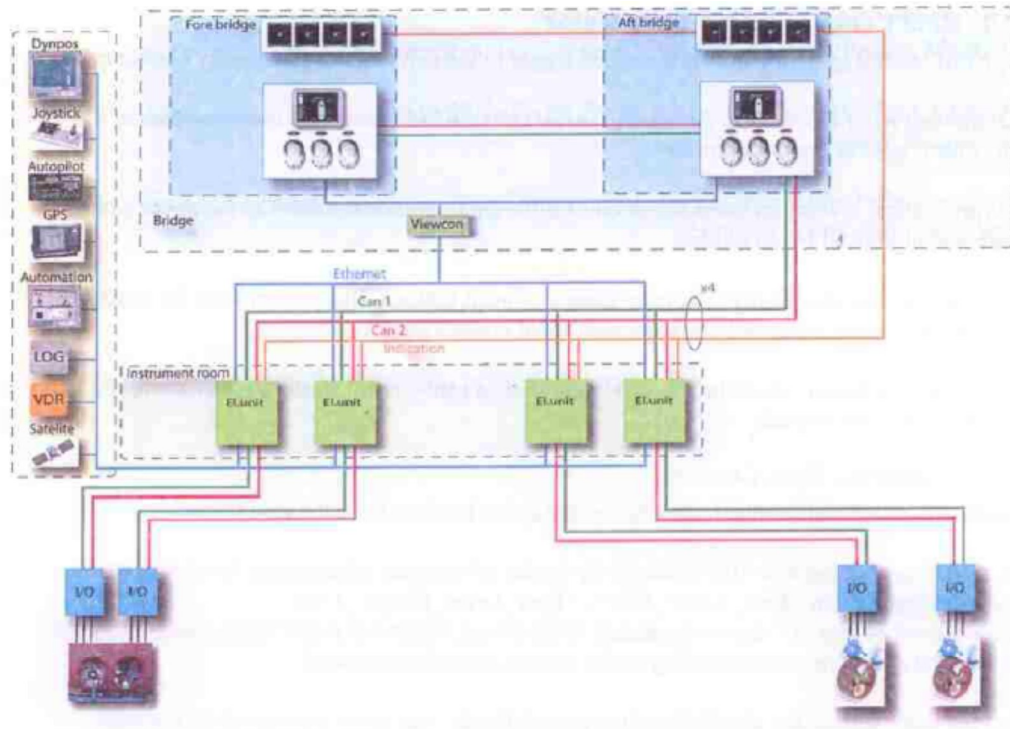 Fore bridge
Aft bridge
Dynpos
Joystick
Autopilot
GPS
Automation
LOG
VDR
Satelite
Bridge
Viewcon
Ethernet
Can 1
x4
Can 2
Indication
Instrument room
El.unit
El.unit
El.unit
El.unit
I/O
I/O
I/O
I/O